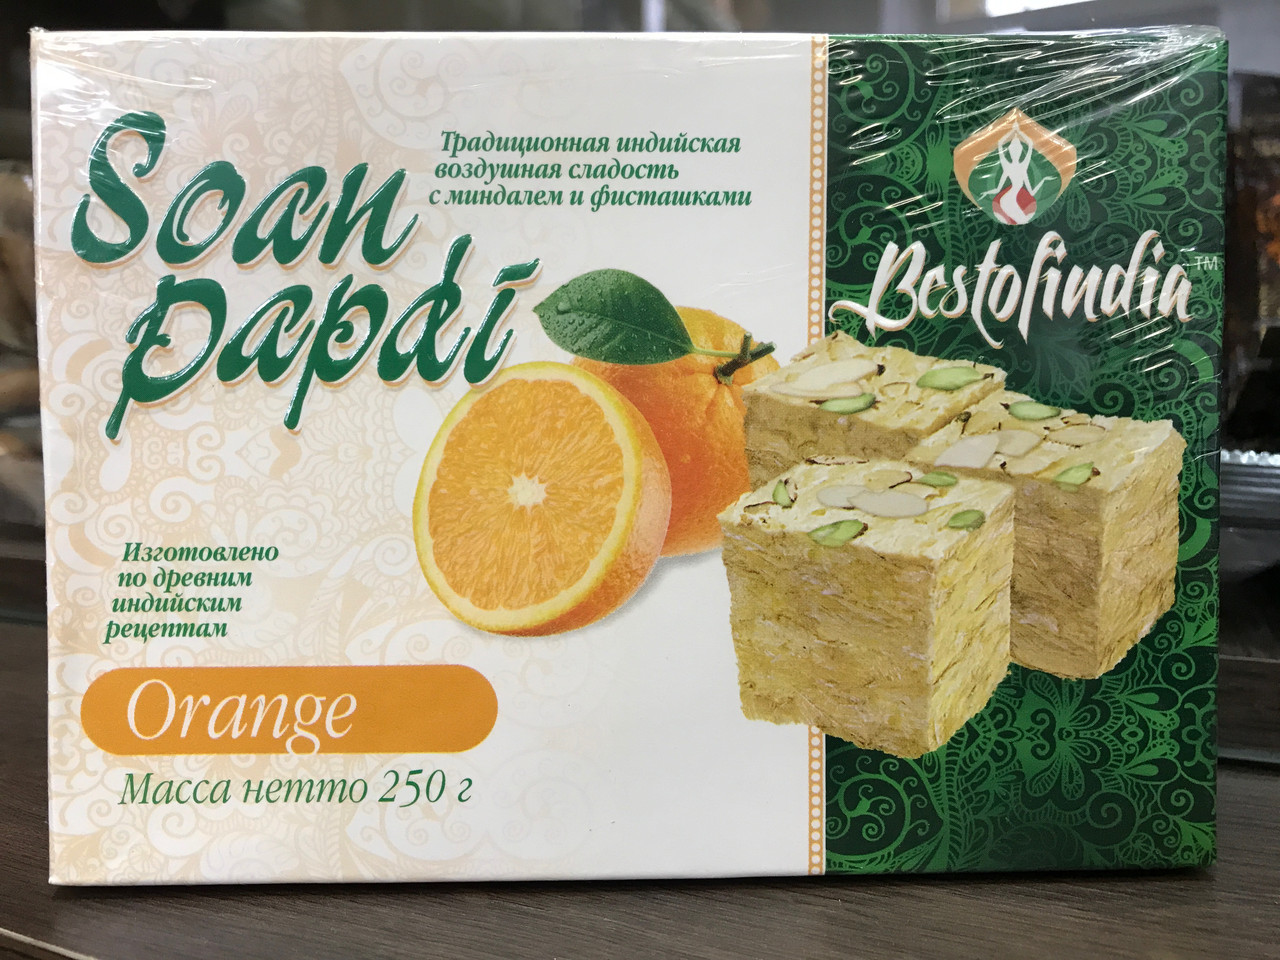 Soan
papdi
Традиционная индийская
воздушная сладость
с миндалем и фисташками
Bestofindia™
Изготовлено
по древним
индийским
рецептам
Orange
Масса нетто 250 г